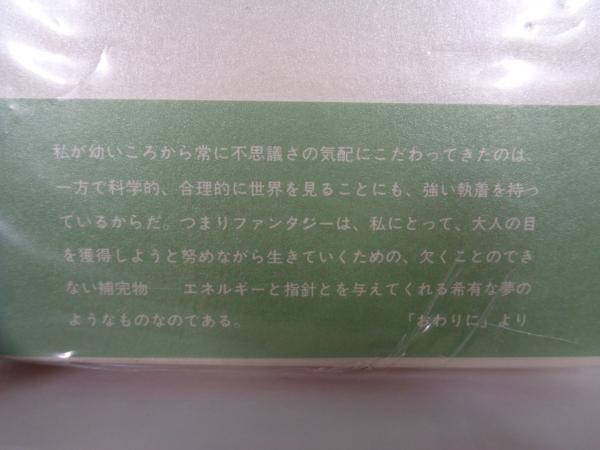 私が幼いころから常に不思議さの気配にこだわってきたのは、
一方で科学的、合理的に世界を見ることにも、強い執着を持っ
ているからだ。つまりファンタジーは、私にとって、大人の目
を獲得しようと努めながら生きていくための、欠くことのでき
ない補完物── エネルギーと指針とを与えてくれる希有な夢の
ようなものなのである。 「おわりに」より